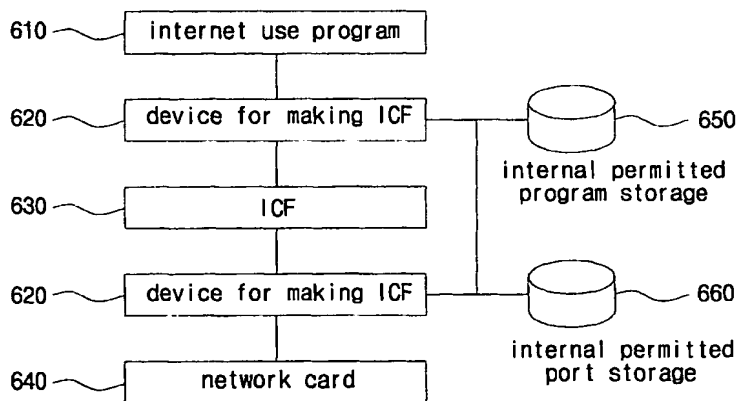 610 internet use program
620 device for making ICF
650
internal permitted
program storage
630 ICF
620 device for making ICF
660
internal permitted
port storage
640 network card